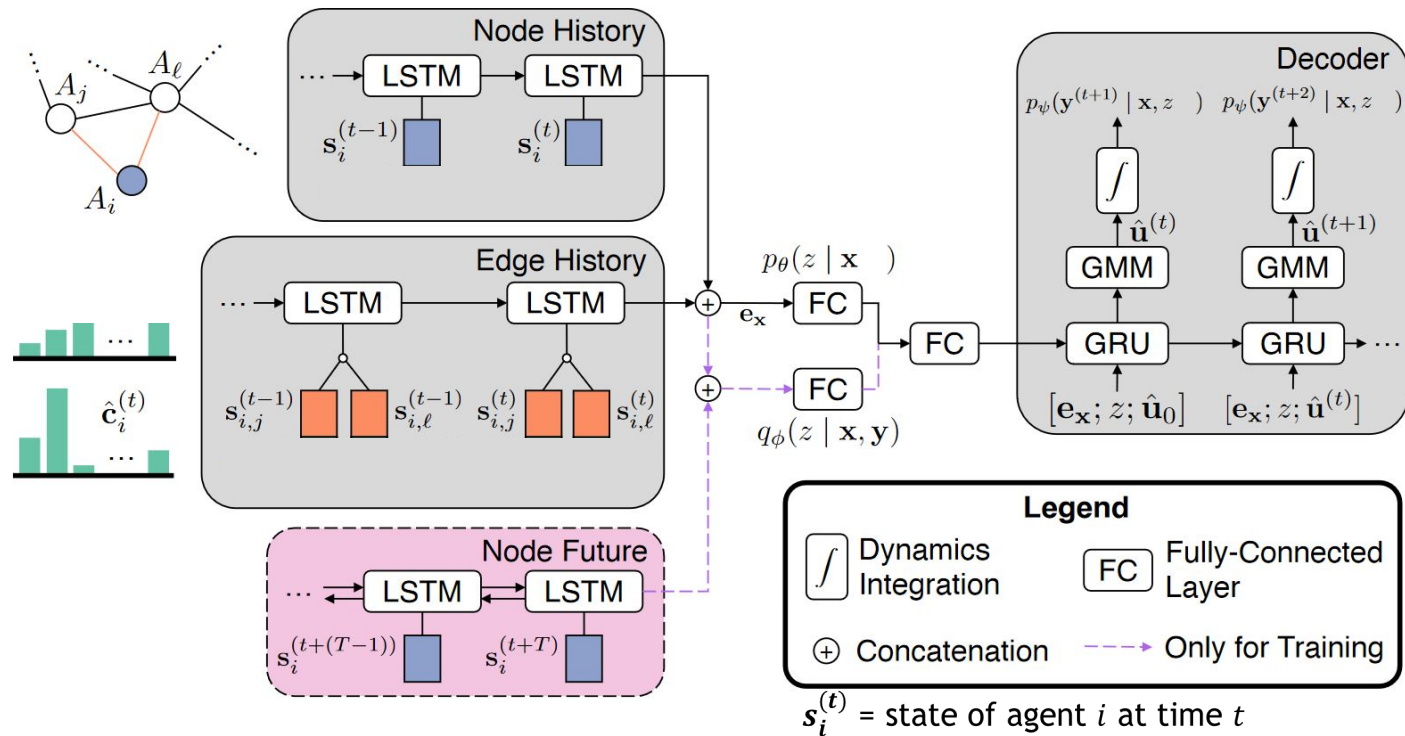 Node History
... LSTM LSTM
s_i^{(t-1)} s_i^{(t)}
A_j A_ℓ
A_i
... ... ... ...
Edge History
... LSTM LSTM
s_{i,j}^{(t-1)} s_{i,ℓ}^{(t-1)} s_{i,j}^{(t)} s_{i,ℓ}^{(t)}
...
ĉ_i^{(t)}
...
Node Future
... LSTM LSTM
s_i^{(t+(T-1))} s_i^{(t+T)}
+ e_x
+
p_θ(z | x )
FC
FC
q_ϕ(z | x, y)
FC
Decoder
p_ψ(y^{(t+1)} | x, z ) p_ψ(y^{(t+2)} | x, z )
∫ ∫
û^{(t)} û^{(t+1)}
GMM GMM
GRU GRU ...
[e_x; z; û_0] [e_x; z; û^{(t)}]
Legend
∫ Dynamics Integration
FC Fully-Connected Layer
+ Concatenation
Only for Training
s_i^{(t)} = state of agent i at time t